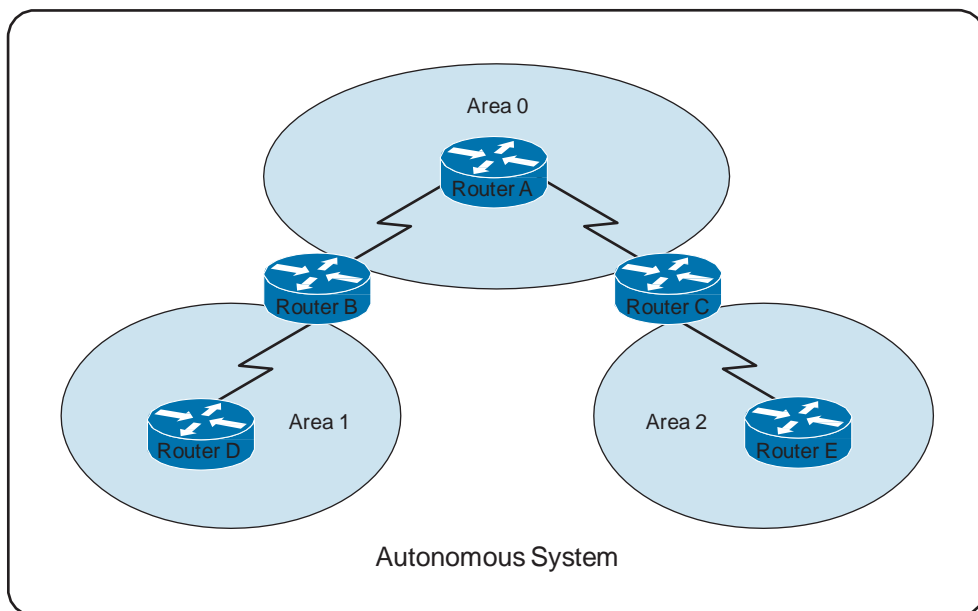 Area 0
Router A
Router B
Router C
Area 1
Area 2
Router D
Router E
Autonomous System